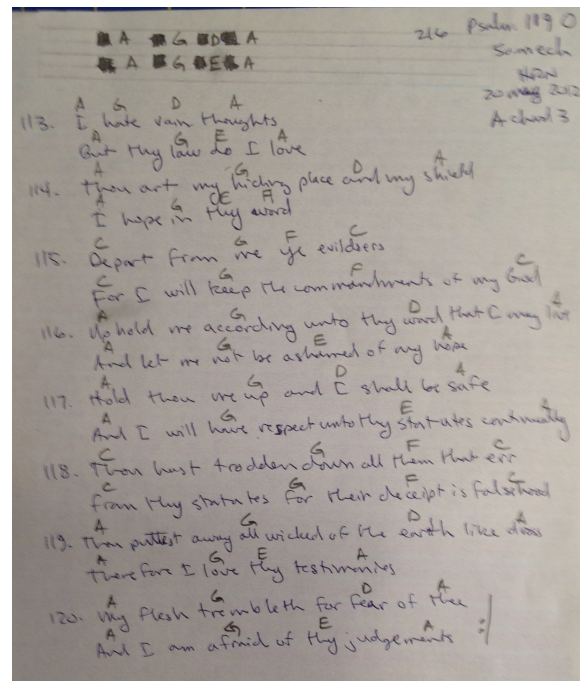 A G D A
A G E A
216 Psalm 119 O
Samech
20 may 2012
A chord 3
A G D A
113. I hate vain thoughts
A G E A
But thy law do I love
A G D A
114. Thou art my hiding place and my shield
A G E A
I hope in thy word
C G F C
115. Depart from me ye evildoers
C G F C
For I will keep the commandments of my God
A G D A
116. Uphold me according unto thy word that I may live
A G E A
And let me not be ashamed of my hope
A G D A
117. Hold thou me up and I shall be safe
A G E A
And I will have respect unto thy statutes continually
C G F C
118. Thou hast trodden down all them that err
C G F C
from thy statutes for their deceipt is falsehood
A G D A
119. Thou puttest away all wicked of the earth like dross
A G E A
Therefore I love thy testimonies
A G D A
120. My flesh trembleth for fear of thee
A G E A
And I am afraid of thy judgements :|